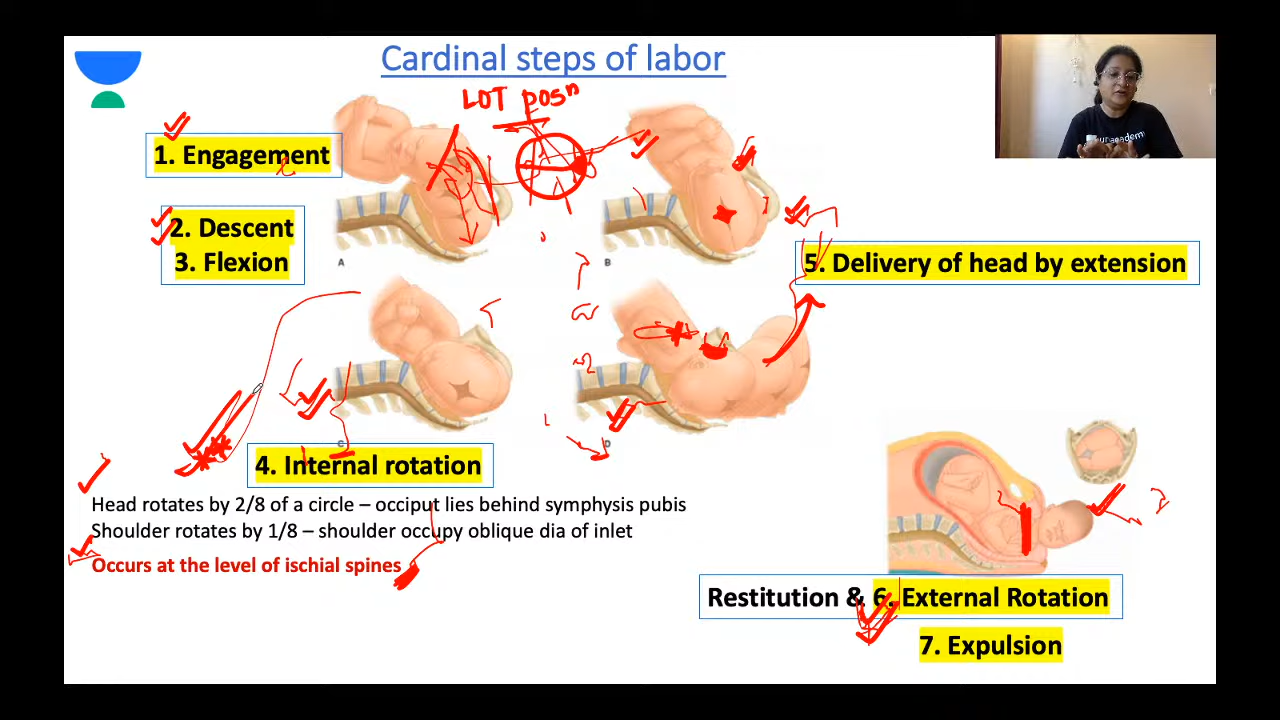 Cardinal steps of labor
LOT posn
1. Engagement
2. Descent
3. Flexion
A
B
5. Delivery of head by extension
C
D
4. Internal rotation
Head rotates by 2/8 of a circle – occiput lies behind symphysis pubis
Shoulder rotates by 1/8 – shoulder occupy oblique dia of inlet
Occurs at the level of ischial spines
Restitution & 6. External Rotation
7. Expulsion